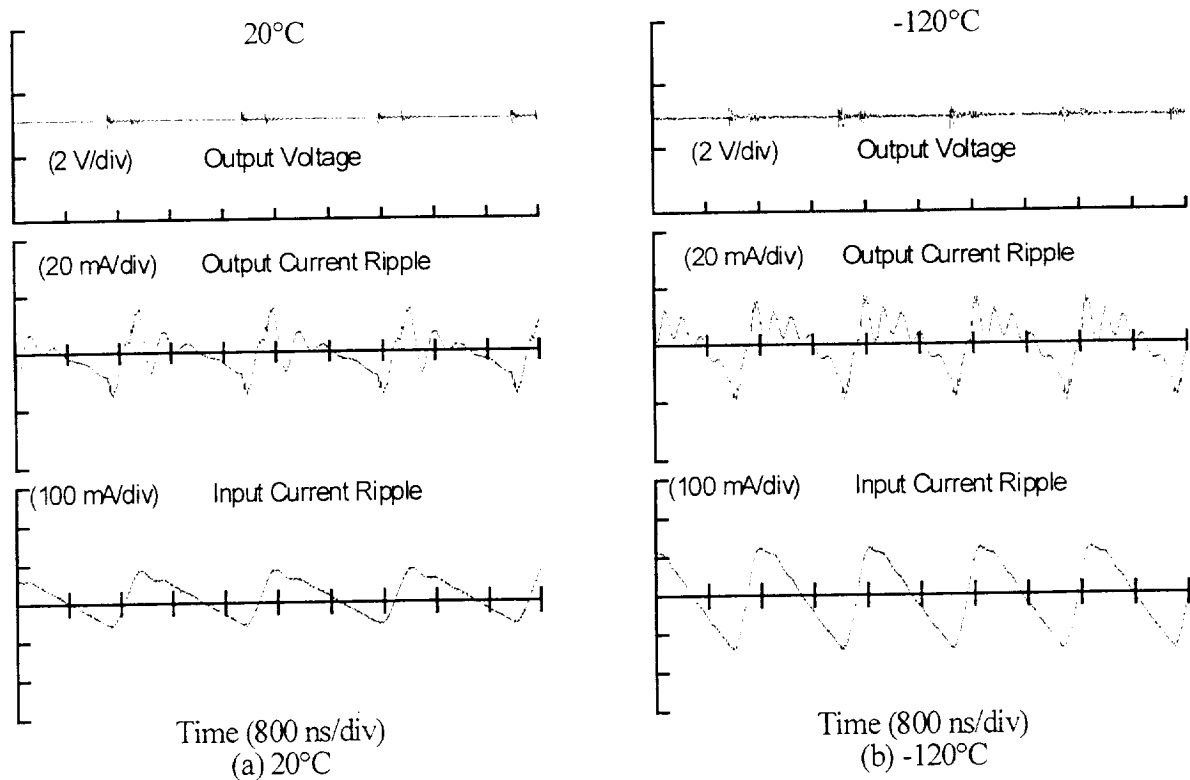 20°C
(2 V/div) Output Voltage
(20 mA/div) Output Current Ripple
(100 mA/div) Input Current Ripple
Time (800 ns/div)
(a) 20°C
-120°C
(2 V/div) Output Voltage
(20 mA/div) Output Current Ripple
(100 mA/div) Input Current Ripple
Time (800 ns/div)
(b) -120°C